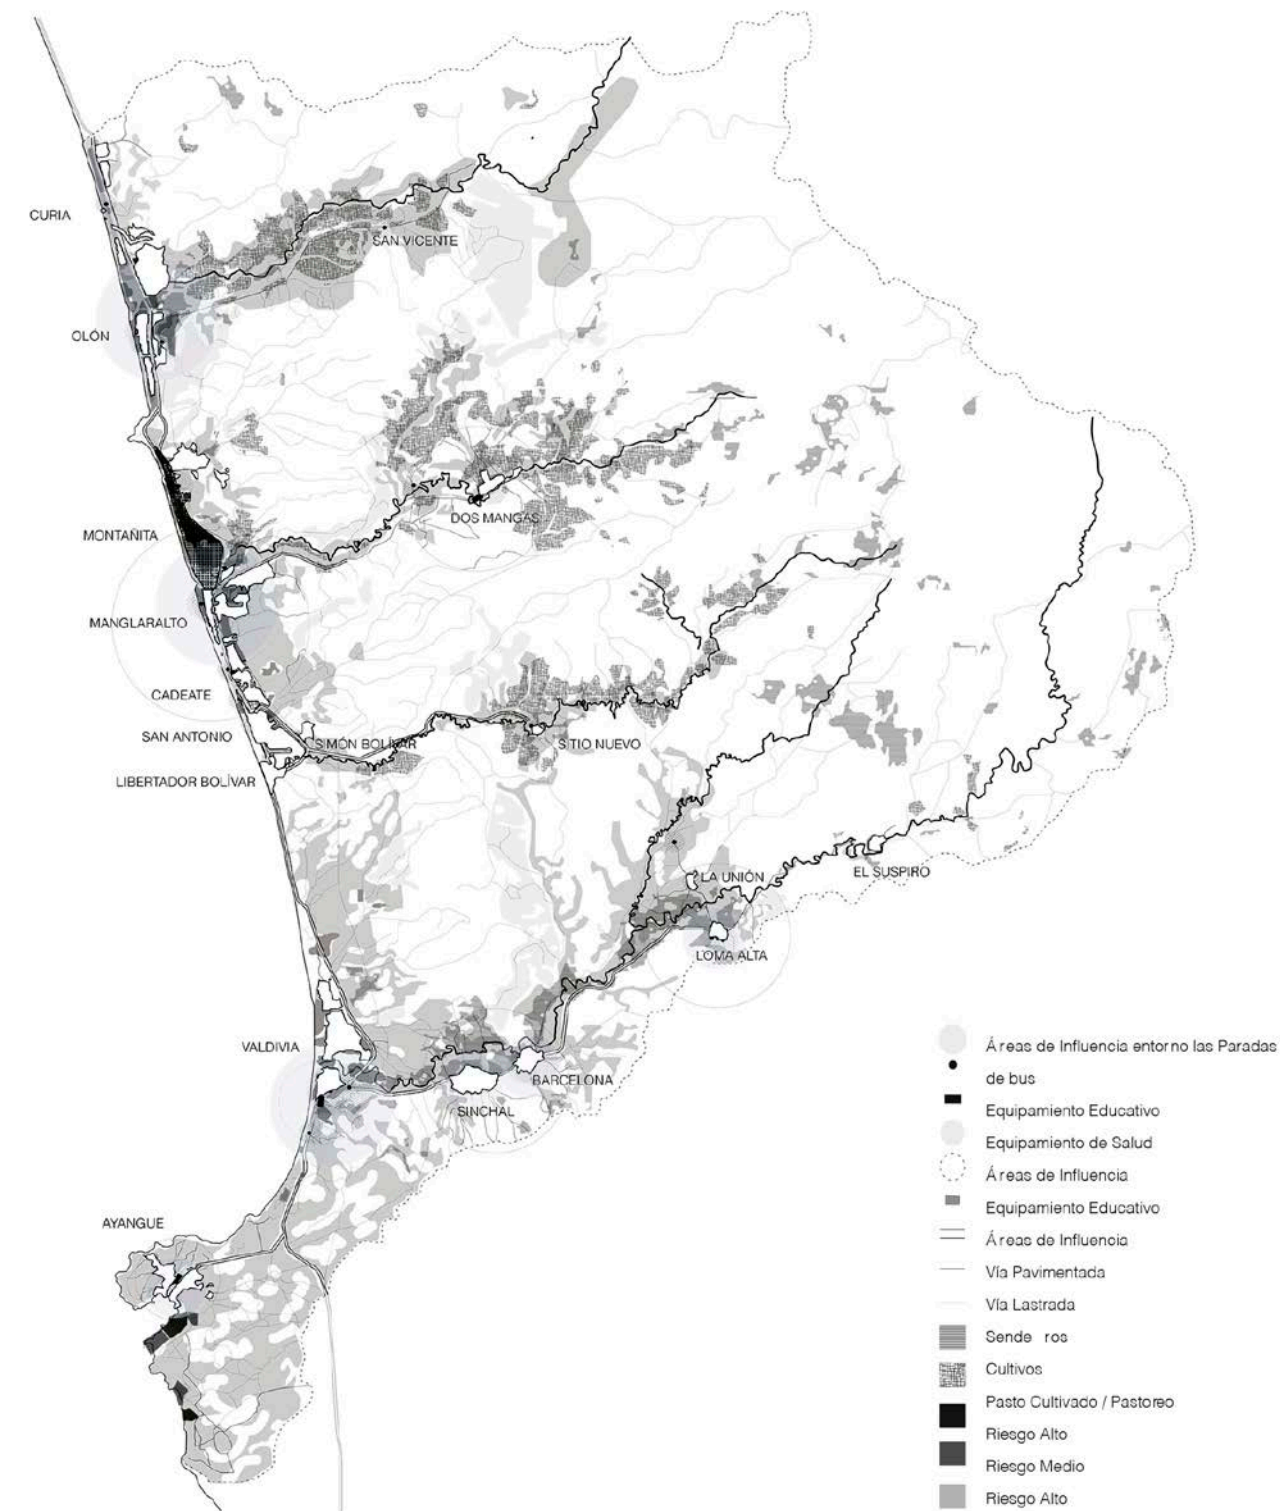 CURIA
SAN VICENTE
OLÓN
DOS MANGAS
MONTAÑITA
MANGLARALTO
CADEATE
SAN ANTONIO
SIMÓN BOLÍVAR
SITIO NUEVO
LIBERTADOR BOLÍVAR
LA UNIÓN
EL SUSPIRO
LOMA ALTA
VALDIVIA
BARCELONA
SINCHAL
AYANGUE
Áreas de Influencia entorno las Paradas
de bus
Equipamiento Educativo
Equipamiento de Salud
Áreas de Influencia
Equipamiento Educativo
Áreas de Influencia
Vía Pavimentada
Vía Lastrada
Sende ros
Cultivos
Pasto Cultivado / Pastoreo
Riesgo Alto
Riesgo Medio
Riesgo Alto